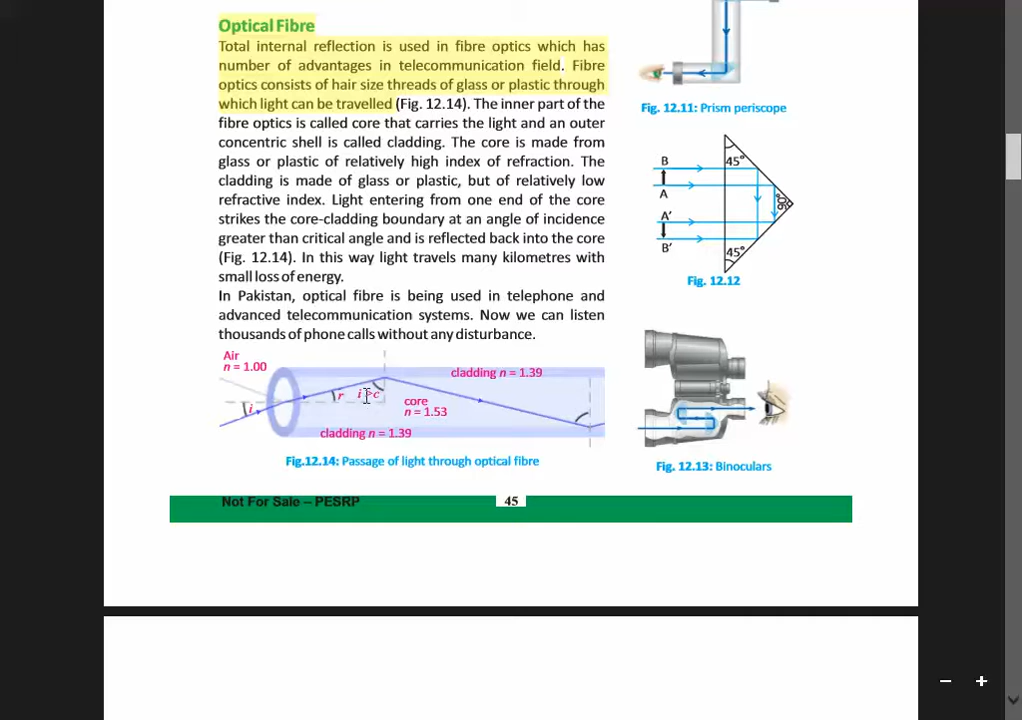 Optical Fibre
Total internal reflection is used in fibre optics which has
number of advantages in telecommunication field. Fibre
optics consists of hair size threads of glass or plastic through
which light can be travelled (Fig. 12.14). The inner part of the
fibre optics is called core that carries the light and an outer
concentric shell is called cladding. The core is made from
glass or plastic of relatively high index of refraction. The
cladding is made of glass or plastic, but of relatively low
refractive index. Light entering from one end of the core
strikes the core-cladding boundary at an angle of incidence
greater than critical angle and is reflected back into the core
(Fig. 12.14). In this way light travels many kilometres with
small loss of energy.
In Pakistan, optical fibre is being used in telephone and
advanced telecommunication systems. Now we can listen
thousands of phone calls without any disturbance.
Air
n = 1.00
i
r
i >c
core
n = 1.53
cladding n = 1.39
cladding n = 1.39
Fig.12.14: Passage of light through optical fibre
Fig. 12.11: Prism periscope
B
A
A′
B′
45°
90°
45°
Fig. 12.12
Fig. 12.13: Binoculars
Not For Sale – PESRP
45